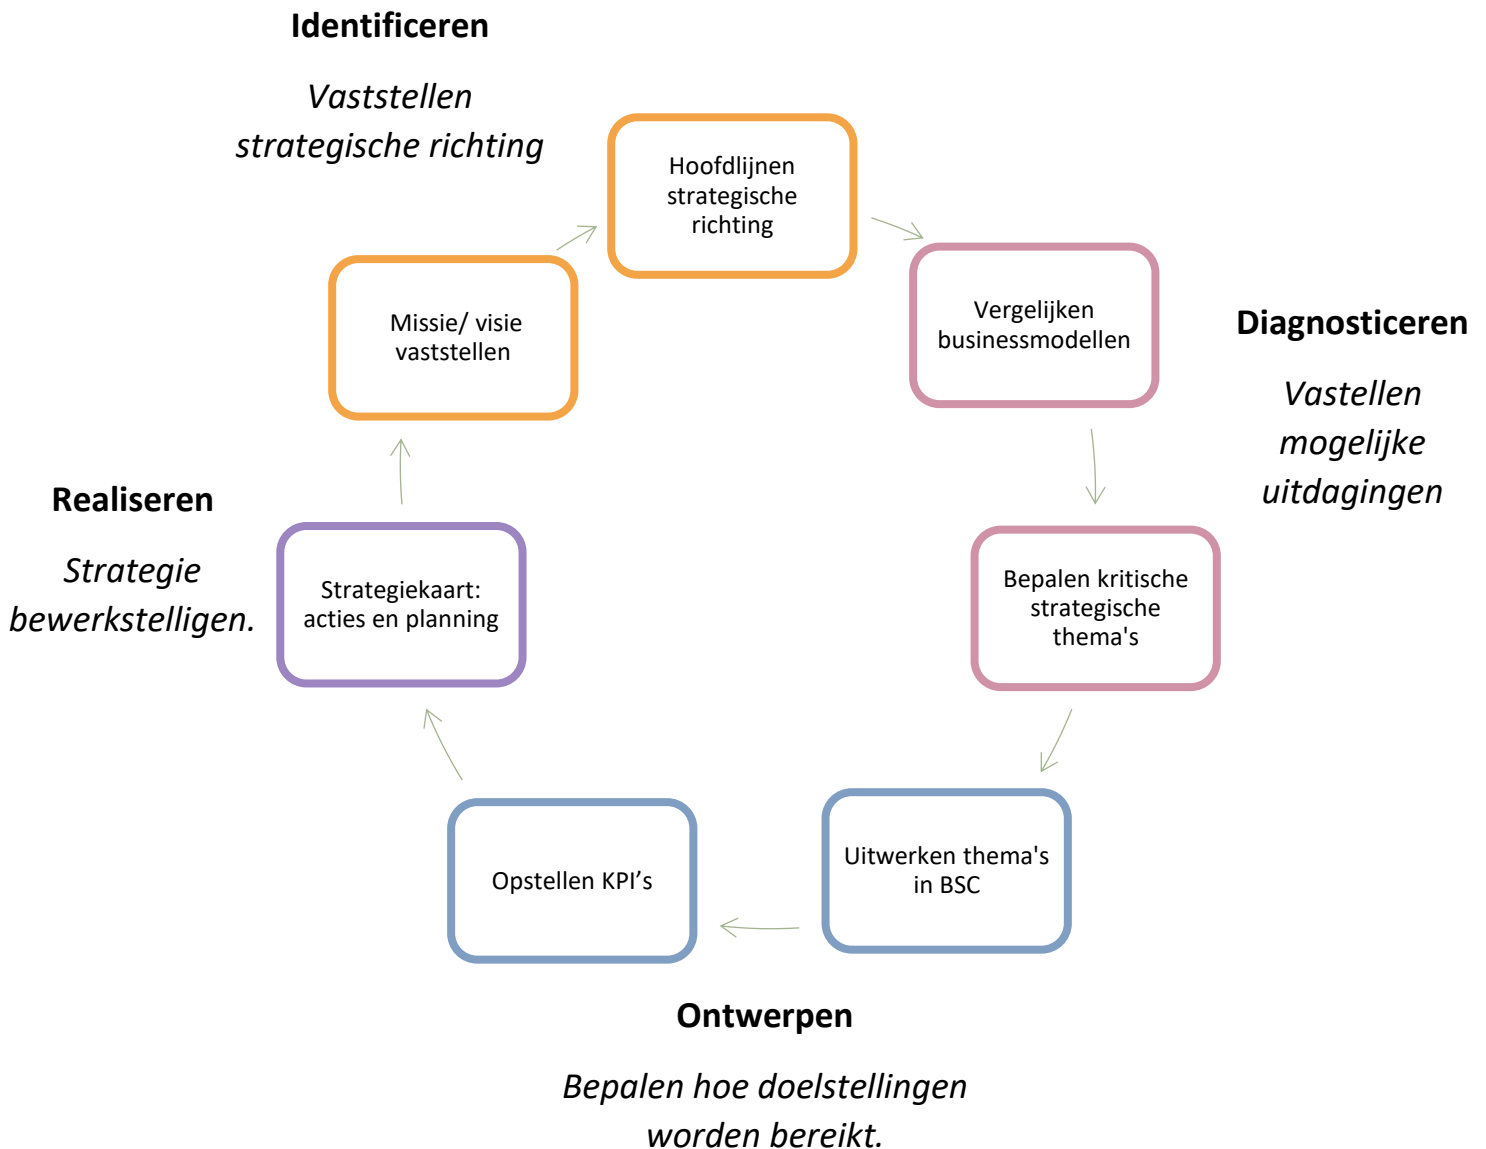 Identificeren
Vaststellen
strategische richting
Hoofdlijnen
strategische
richting
Missie/ visie
vaststellen
Vergelijken
businessmodellen
Diagnosticeren
Vastellen
mogelijke
uitdagingen
Realiseren
Strategie
bewerkstelligen.
Strategiekaart:
acties en planning
Bepalen kritische
strategische
thema's
Opstellen KPI’s
Uitwerken thema's
in BSC
Ontwerpen
Bepalen hoe doelstellingen
worden bereikt.